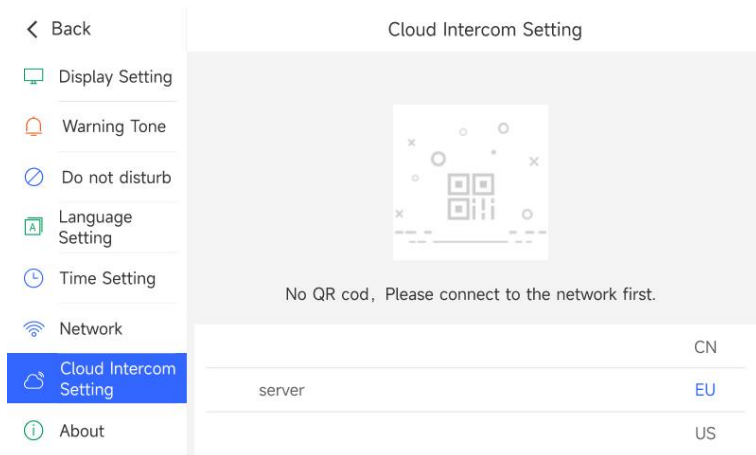 Back
Cloud Intercom Setting
Display Setting
Warning Tone
Do not disturb
A
Language
Setting
Time Setting
Network
Cloud Intercom
Setting
About
No QR cod, Please connect to the network first.
CN
server
EU
US